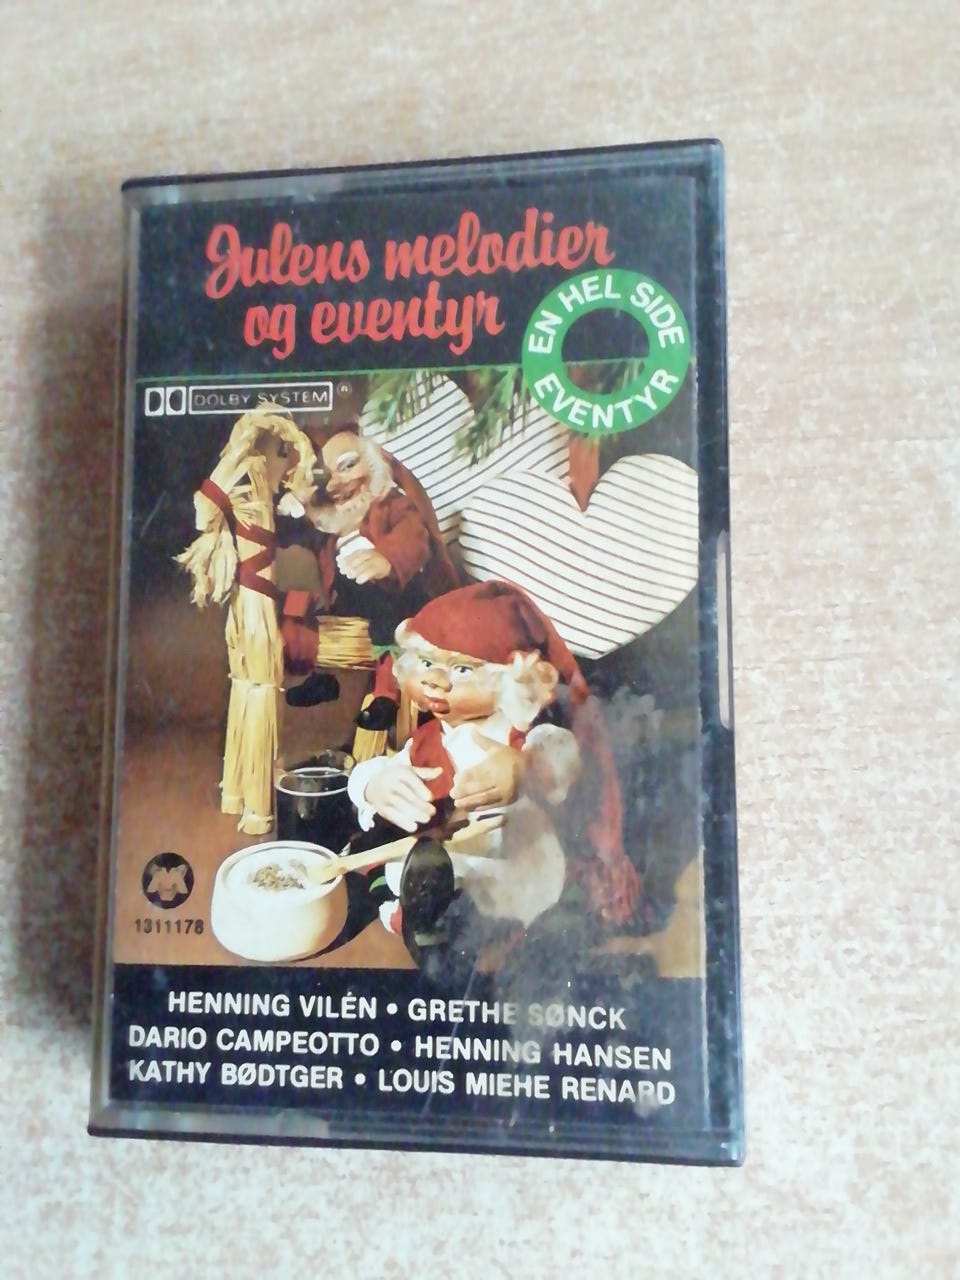 Julens melodier
og eventyr
EN HEL SIDE
EVENTYR
DOLBY SYSTEM ®
1311178
HENNING VILÉN • GRETHE SØNCK
DARIO CAMPEOTTO • HENNING HANSEN
KATHY BØDTGER • LOUIS MIEHE RENARD